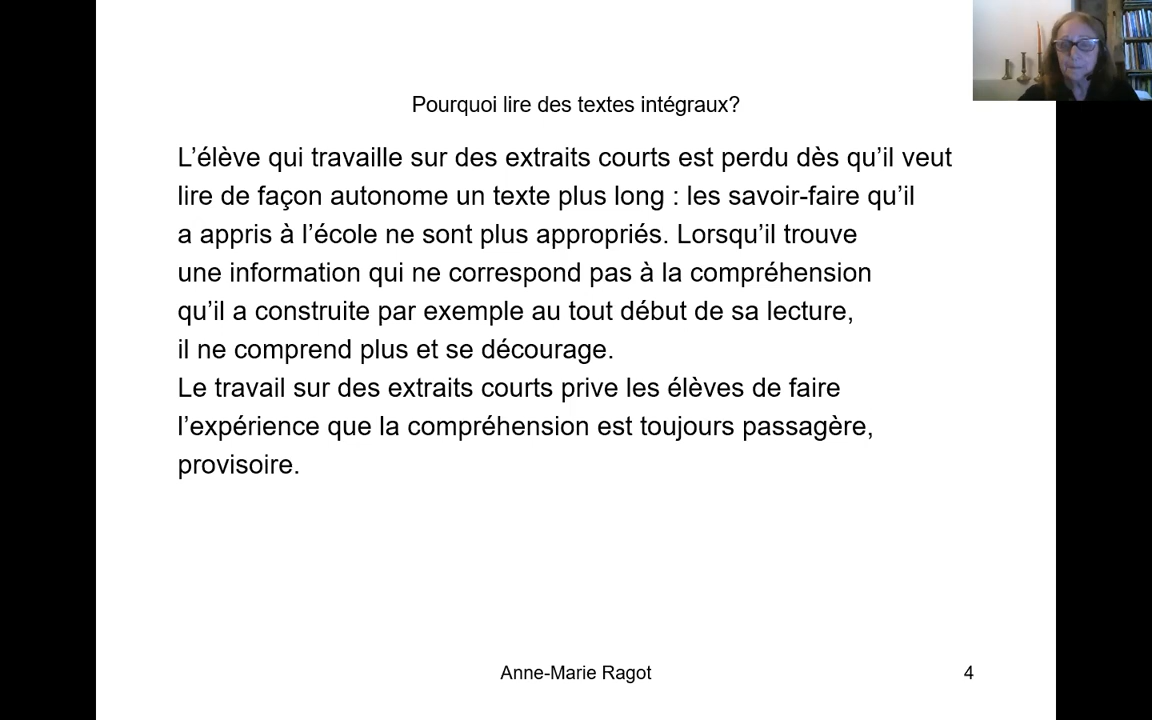 Pourquoi lire des textes intégraux?
L’élève qui travaille sur des extraits courts est perdu dès qu’il veut
lire de façon autonome un texte plus long : les savoir-faire qu’il
a appris à l’école ne sont plus appropriés. Lorsqu’il trouve
une information qui ne correspond pas à la compréhension
qu’il a construite par exemple au tout début de sa lecture,
il ne comprend plus et se décourage.
Le travail sur des extraits courts prive les élèves de faire
l’expérience que la compréhension est toujours passagère,
provisoire.
Anne-Marie Ragot
4